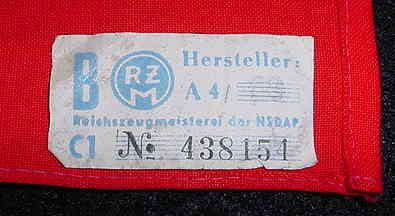 B RZM Hersteller:
A 4/
Reichszeugmeisterei der NSDAP
C1 № 438151